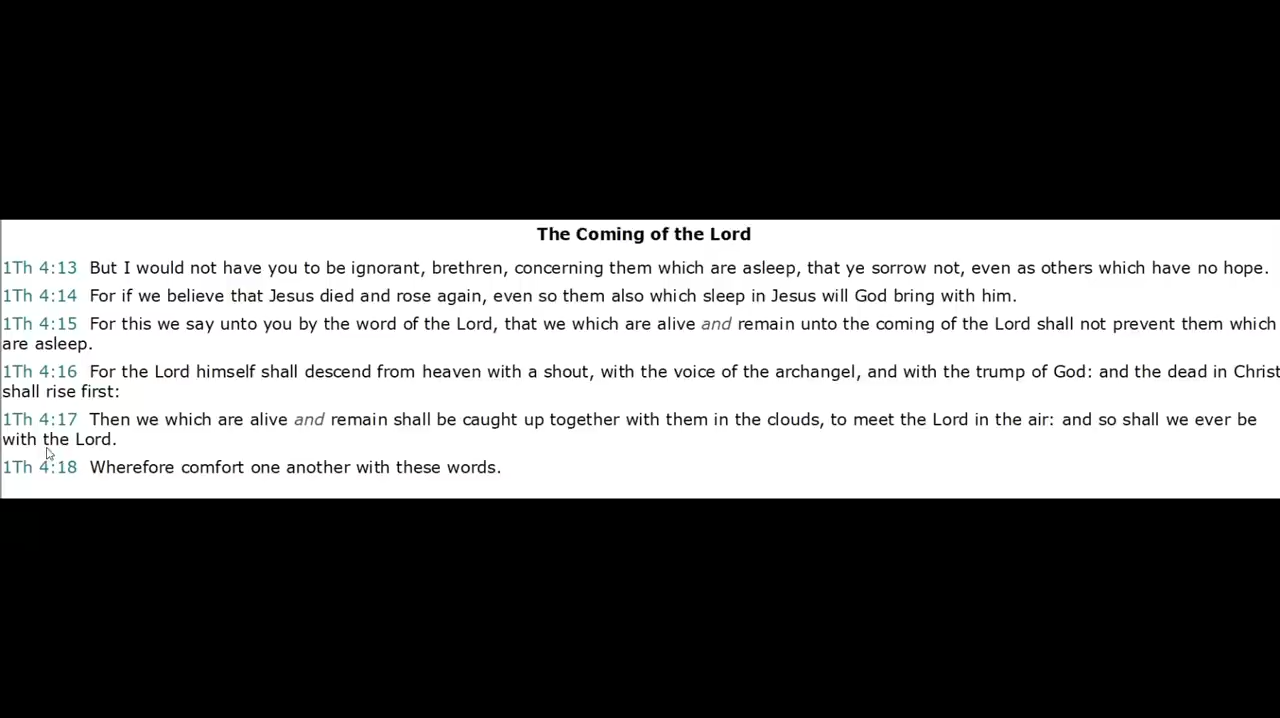 The Coming of the Lord
1Th 4:13 But I would not have you to be ignorant, brethren, concerning them which are asleep, that ye sorrow not, even as others which have no hope.
1Th 4:14 For if we believe that Jesus died and rose again, even so them also which sleep in Jesus will God bring with him.
1Th 4:15 For this we say unto you by the word of the Lord, that we which are alive and remain unto the coming of the Lord shall not prevent them which
are asleep.
1Th 4:16 For the Lord himself shall descend from heaven with a shout, with the voice of the archangel, and with the trump of God: and the dead in Christ
shall rise first:
1Th 4:17 Then we which are alive and remain shall be caught up together with them in the clouds, to meet the Lord in the air: and so shall we ever be
with the Lord.
1Th 4:18 Wherefore comfort one another with these words.